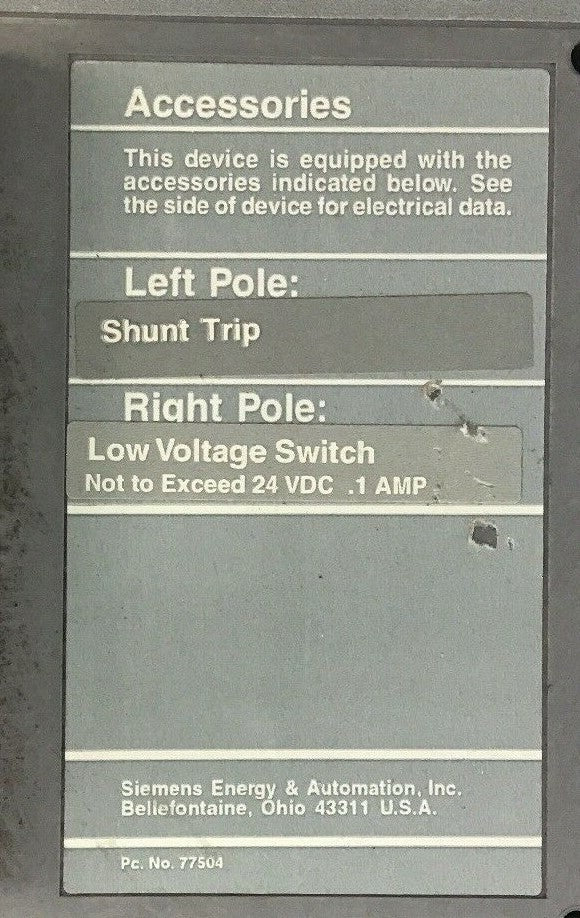 Accessories
This device is equipped with the
accessories indicated below. See
the side of device for electrical data.
Left Pole:
Shunt Trip
Right Pole:
Low Voltage Switch
Not to Exceed 24 VDC .1 AMP
Siemens Energy & Automation, Inc.
Bellefontaine, Ohio 43311 U.S.A.
Pc. No. 77504